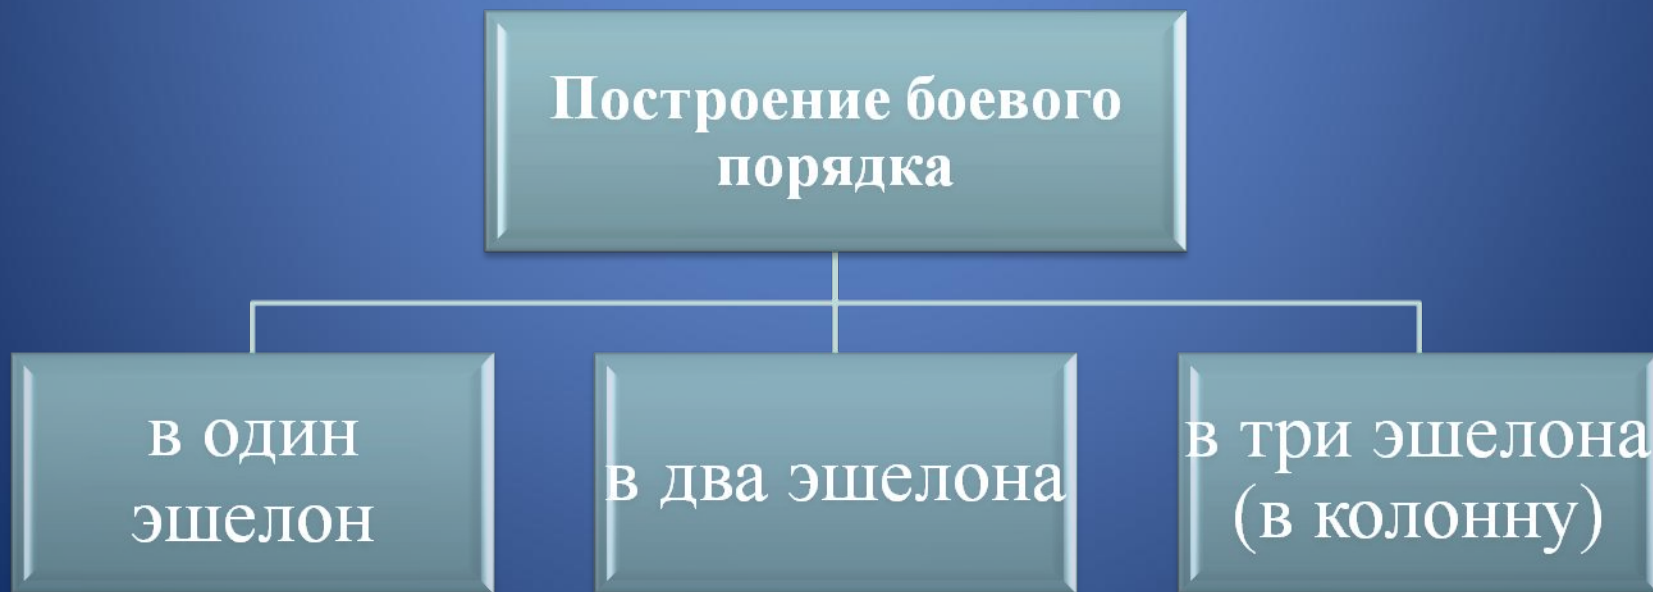 Построение боевого
порядка
в один
эшелон
в два эшелона
в три эшелона
(в колонну)